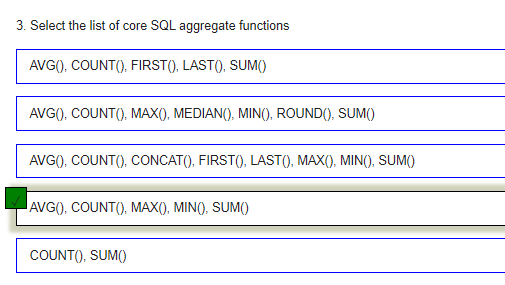 3. Select the list of core SQL aggregate functions
AVG(), COUNT(), FIRST(), LAST(), SUM()
AVG(), COUNT(), MAX(), MEDIAN(), MIN(), ROUND(), SUM()
AVG(), COUNT(), CONCAT(), FIRST(), LAST(), MAX(), MIN(), SUM()
AVG(), COUNT(), MAX(), MIN(), SUM()
COUNT(), SUM()